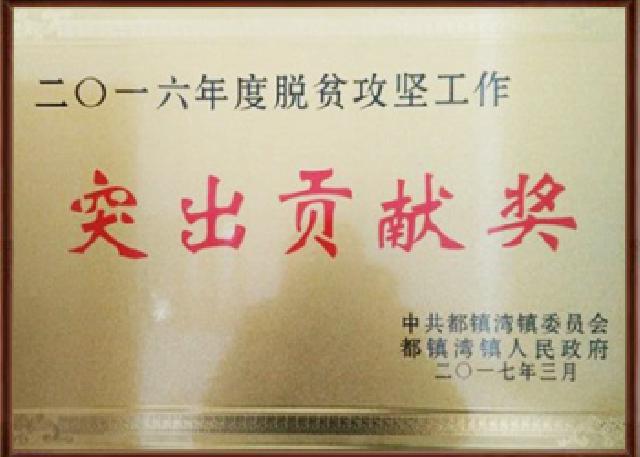 二〇一六年度脱贫攻坚工作
突出贡献奖
中共都镇湾镇委员会
都镇湾镇人民政府
二〇一七年三月